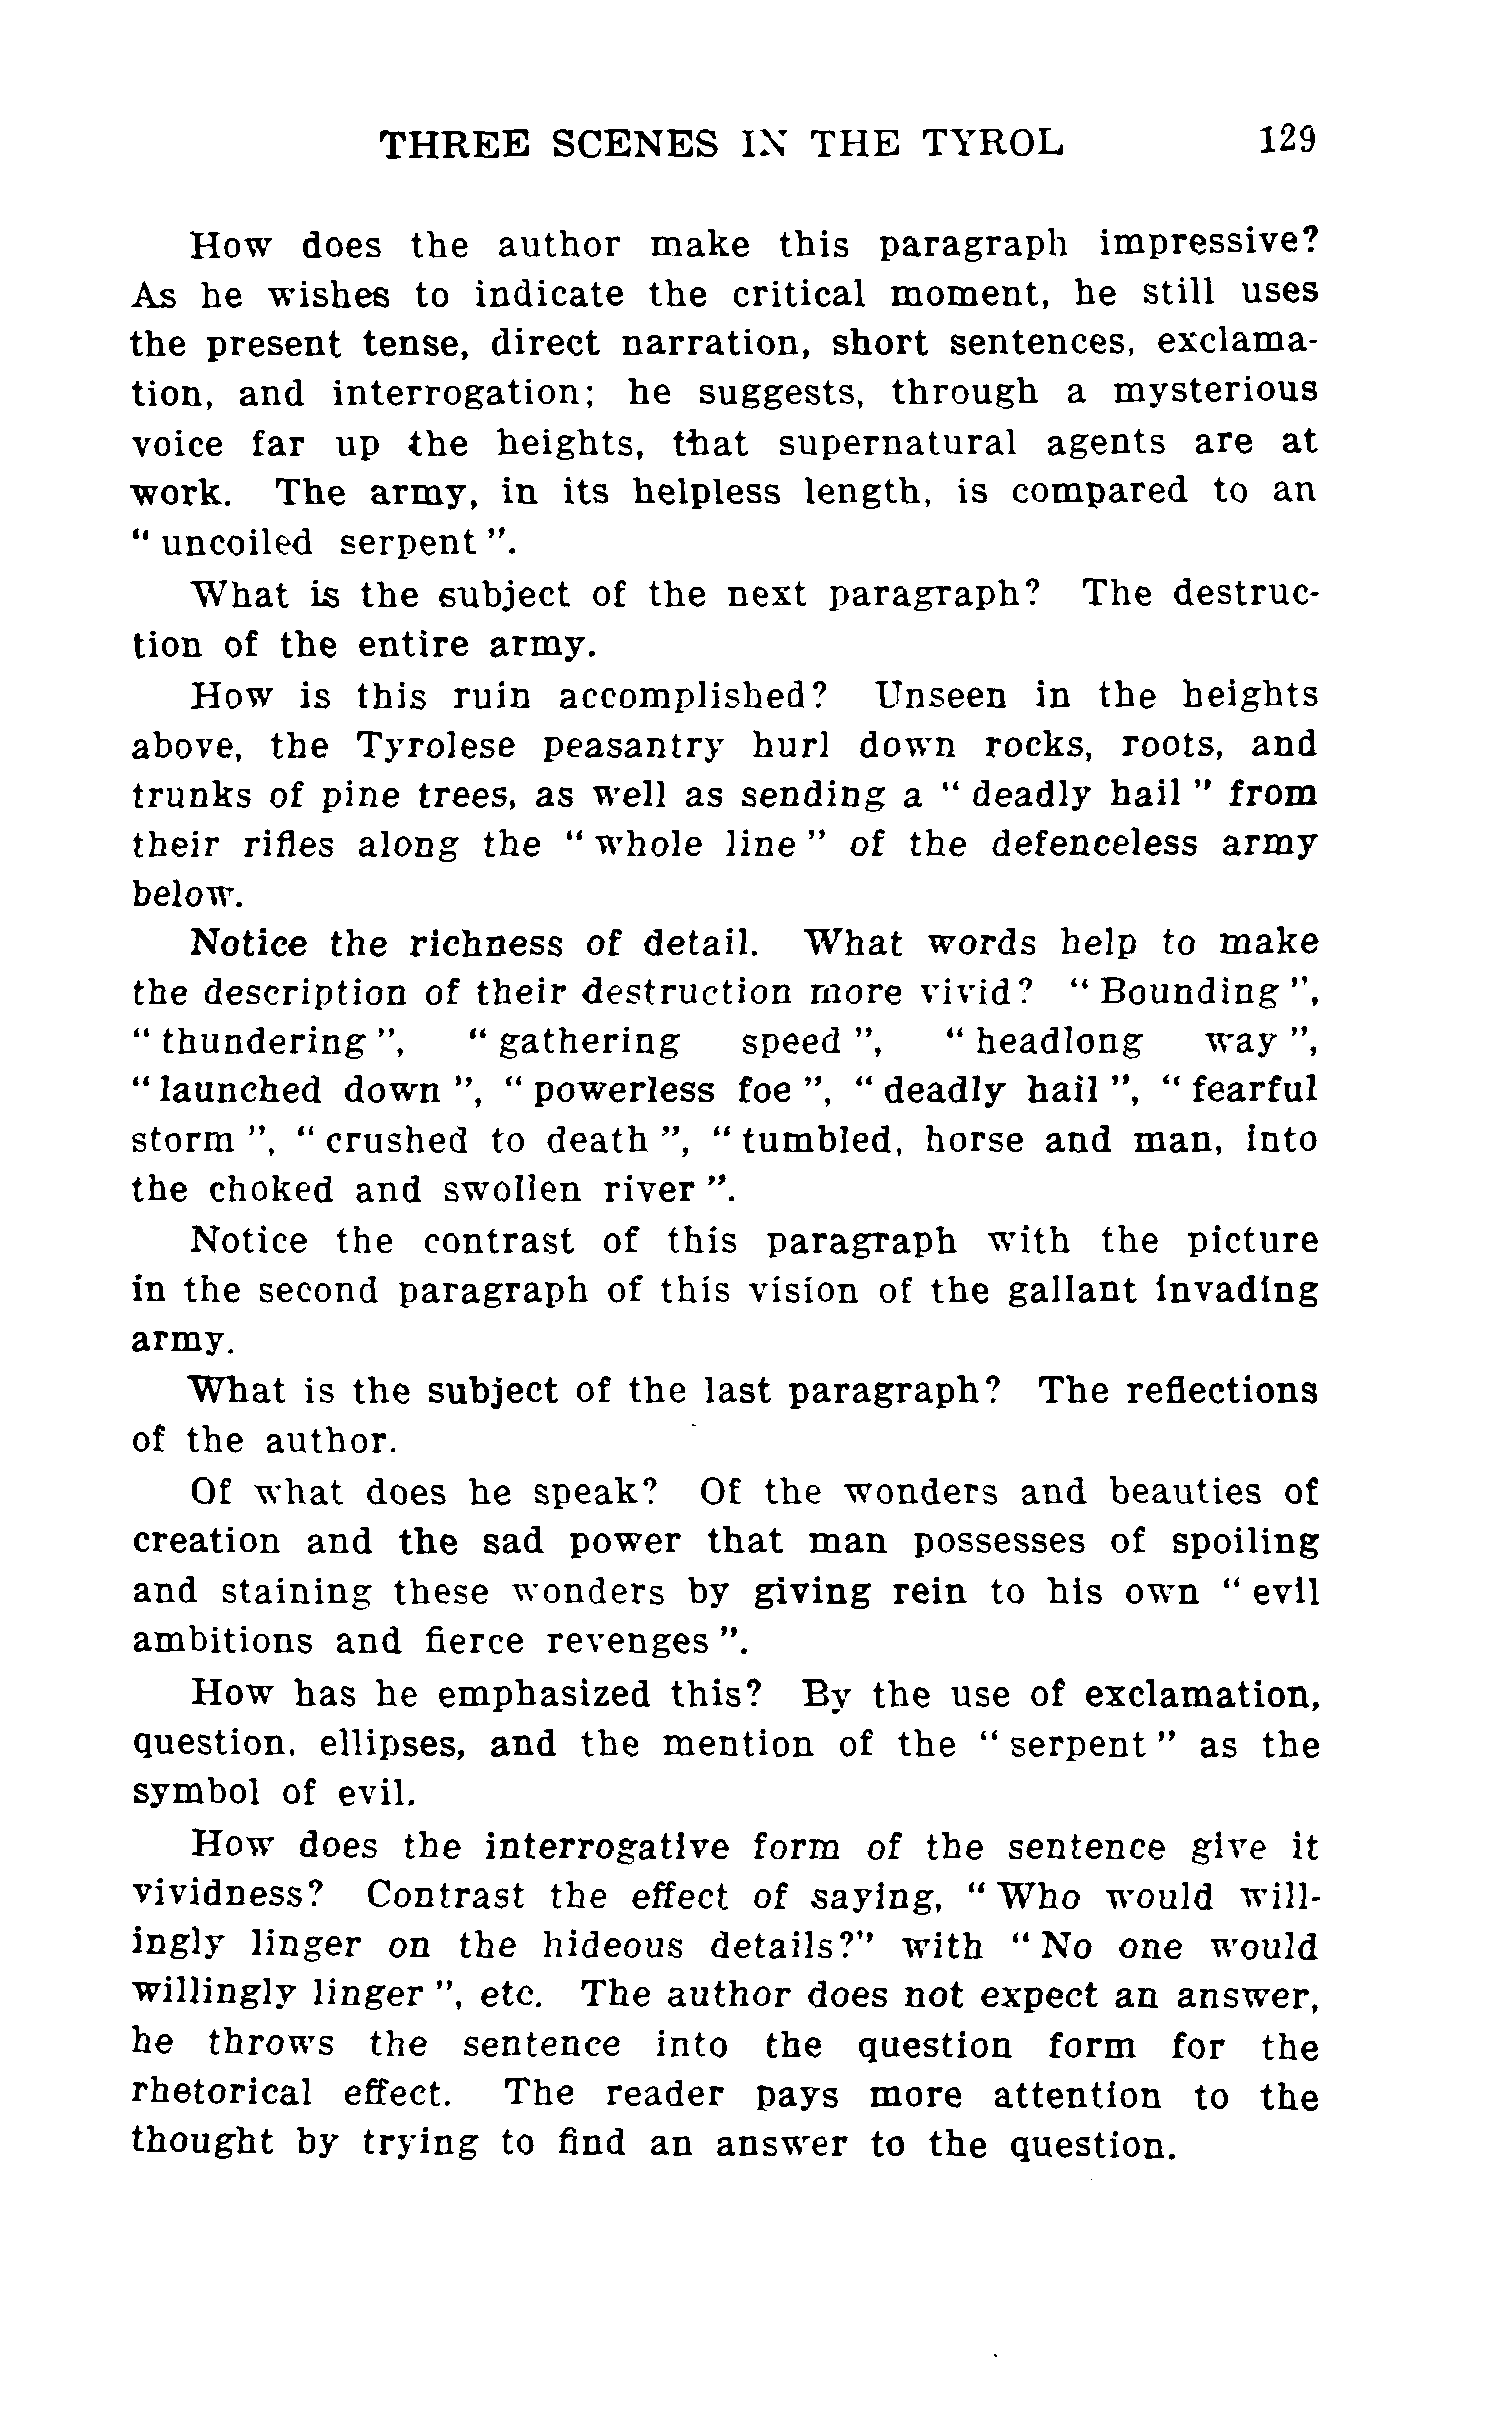 THREE SCENES IN THE TYROL 129
How does the author make this paragraph impressive?
As he wishes to indicate the critical moment, he still uses
the present tense, direct narration, short sentences, exclama-
tion, and interrogation; he suggests, through a mysterious
voice far up the heights, that supernatural agents are at
work. The army, in its helpless length, is compared to an
" uncoiled serpent ".
What is the subject of the next paragraph? The destruc-
tion of the entire army.
How is this ruin accomplished? Unseen in the heights
above, the Tyrolese peasantry hurl down rocks, roots, and
trunks of pine trees, as well as sending a " deadly hail " from
their rifles along the " whole line " of the defenceless army
below.
Notice the richness of detail. What words help to make
the description of their destruction more vivid? " Bounding ",
" thundering ", " gathering speed ", " headlong way ",
" launched down ", " powerless foe ", " deadly hail ", " fearful
storm ", " crushed to death ", " tumbled, horse and man, into
the choked and swollen river ".
Notice the contrast of this paragraph with the picture
in the second paragraph of this vision of the gallant invading
army.
What is the subject of the last paragraph? The reflections
of the author.
Of what does he speak? Of the wonders and beauties of
creation and the sad power that man possesses of spoiling
and staining these wonders by giving rein to his own " evil
ambitions and fierce revenges ".
How has he emphasized this? By the use of exclamation,
question, ellipses, and the mention of the " serpent " as the
symbol of evil.
How does the interrogative form of the sentence give it
vividness? Contrast the effect of saying, " Who would will-
ingly linger on the hideous details?" with " No one would
willingly linger ", etc. The author does not expect an answer,
he throws the sentence into the question form for the
rhetorical effect. The reader pays more attention to the
thought by trying to find an answer to the question.